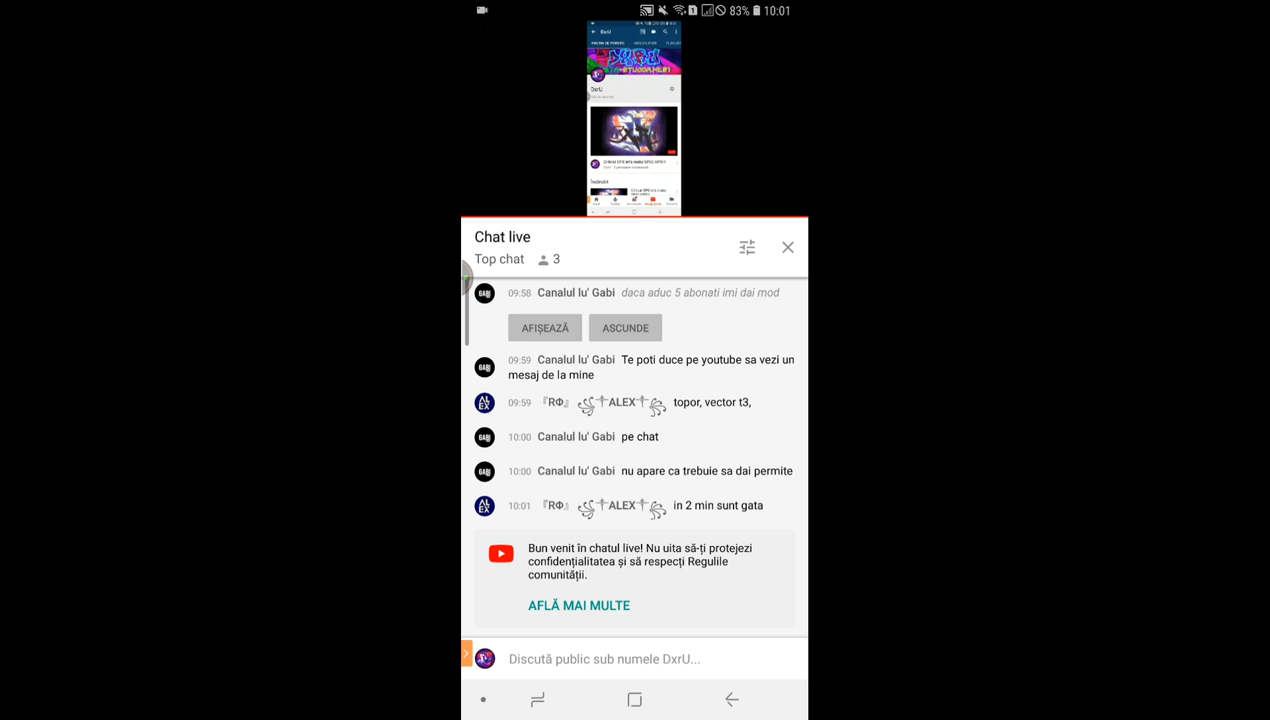 83% 10:01
DxrU
DxrU
Chat live
Top chat 3
09:58 Canalul lu' Gabi daca aduc 5 abonati imi dai mod
AFIȘEAZĂ ASCUNDE
09:59 Canalul lu' Gabi Te poti duce pe youtube sa vezi un
mesaj de la mine
09:59 『RΦ』 ꧁༒ALEX༒꧂ topor, vector t3,
10:00 Canalul lu' Gabi pe chat
10:00 Canalul lu' Gabi nu apare ca trebuie sa dai permite
10:01 『RΦ』 ꧁༒ALEX༒꧂ in 2 min sunt gata
Bun venit în chatul live! Nu uita să-ți protejezi
confidențialitatea și să respecți Regulile
comunității.
AFLĂ MAI MULTE
Discută public sub numele DxrU...